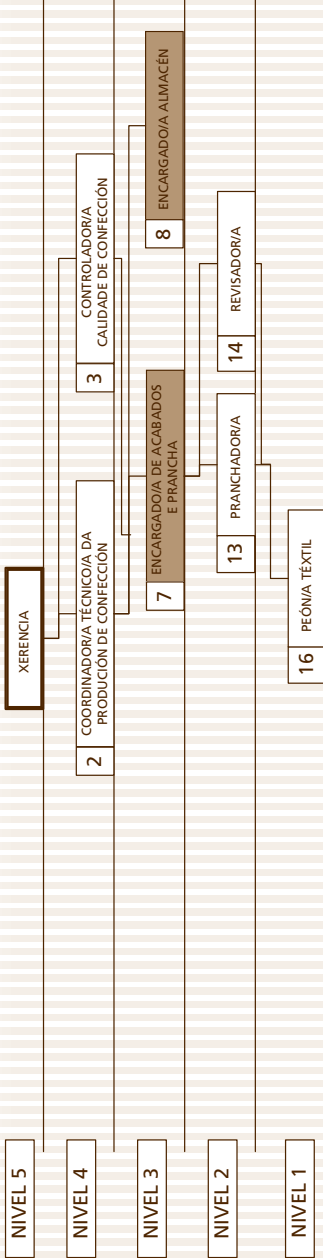 NIVEL 5
XERENCIA
NIVEL 4
2
COORDINADOR/A TÉCNICO/A DA
PRODUCIÓN DE CONFECCIÓN
3
CONTROLADOR/A
CALIDADE DE CONFECCIÓN
NIVEL 3
7
ENCARGADO/A DE ACABADOS
E PRANCHA
8
ENCARGADO/A ALMACÉN
NIVEL 2
13
PRANCHADOR/A
14
REVISADOR/A
NIVEL 1
16
PEÓN/A TÉXTIL